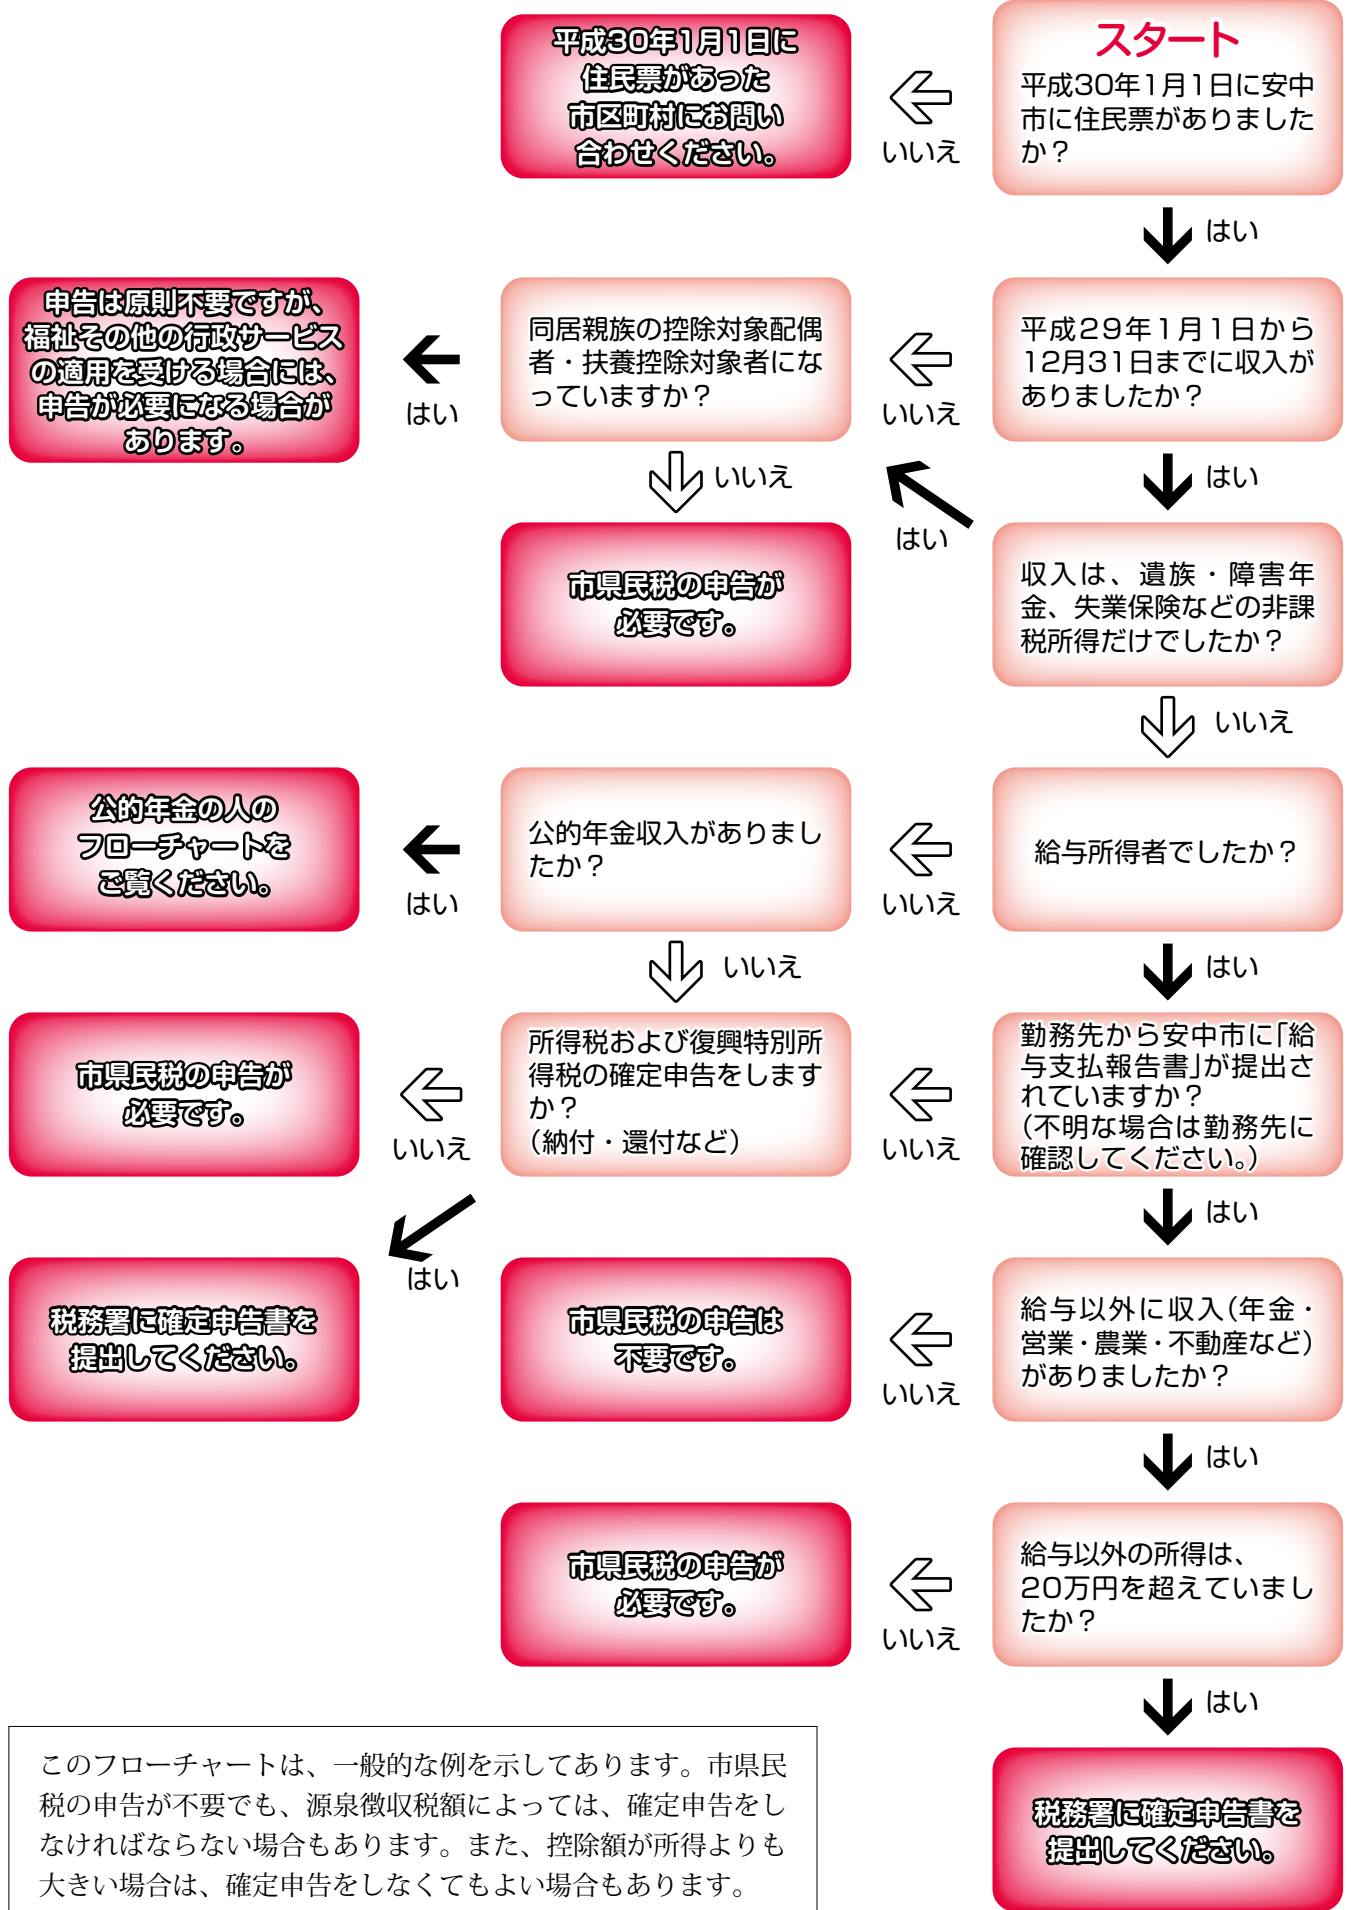 スタート
平成30年1月1日に安中
市に住民票がありました
か？
いいえ
平成30年1月1日に
住民票があった
市区町村にお問い
合わせください。
はい
平成29年1月1日から
12月31日までに収入が
ありましたか？
いいえ
同居親族の控除対象配偶
者・扶養控除対象者にな
っていますか？
はい
申告は原則不要ですが、
福祉その他の行政サービス
の適用を受ける場合には、
申告が必要になる場合が
あります。
いいえ
市県民税の申告が
必要です。
はい
収入は、遺族・障害年
金、失業保険などの非課
税所得だけでしたか？
はい
いいえ
給与所得者でしたか？
いいえ
公的年金収入がありまし
たか？
はい
公的年金の人の
フローチャートを
ご覧ください。
いいえ
はい
勤務先から安中市に「給
与支払報告書」が提出さ
れていますか？
（不明な場合は勤務先に
確認してください。）
いいえ
所得税および復興特別所
得税の確定申告をします
か？
（納付・還付など）
いいえ
市県民税の申告が
必要です。
はい
税務署に確定申告書を
提出してください。
はい
給与以外に収入（年金・
営業・農業・不動産など）
がありましたか？
いいえ
市県民税の申告は
不要です。
はい
給与以外の所得は、
20万円を超えていまし
たか？
いいえ
市県民税の申告が
必要です。
はい
税務署に確定申告書を
提出してください。
このフローチャートは、一般的な例を示してあります。市県民
税の申告が不要でも、源泉徴収税額によっては、確定申告をし
なければならない場合もあります。また、控除額が所得よりも
大きい場合は、確定申告をしなくてもよい場合もあります。